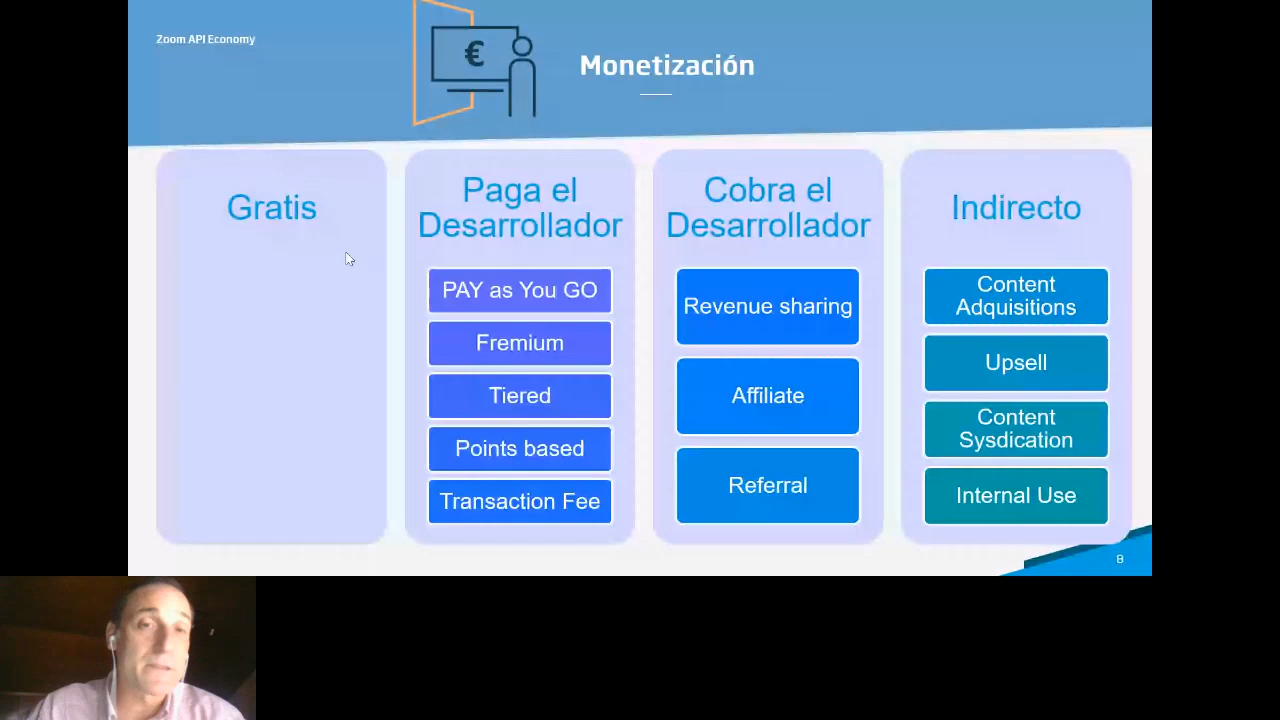 Zoom API Economy
€
Monetización
Gratis
Paga el
Desarrollador
PAY as You GO
Fremium
Tiered
Points based
Transaction Fee
Cobra el
Desarrollador
Revenue sharing
Affiliate
Referral
Indirecto
Content
Adquisitions
Upsell
Content
Sysdication
Internal Use
8